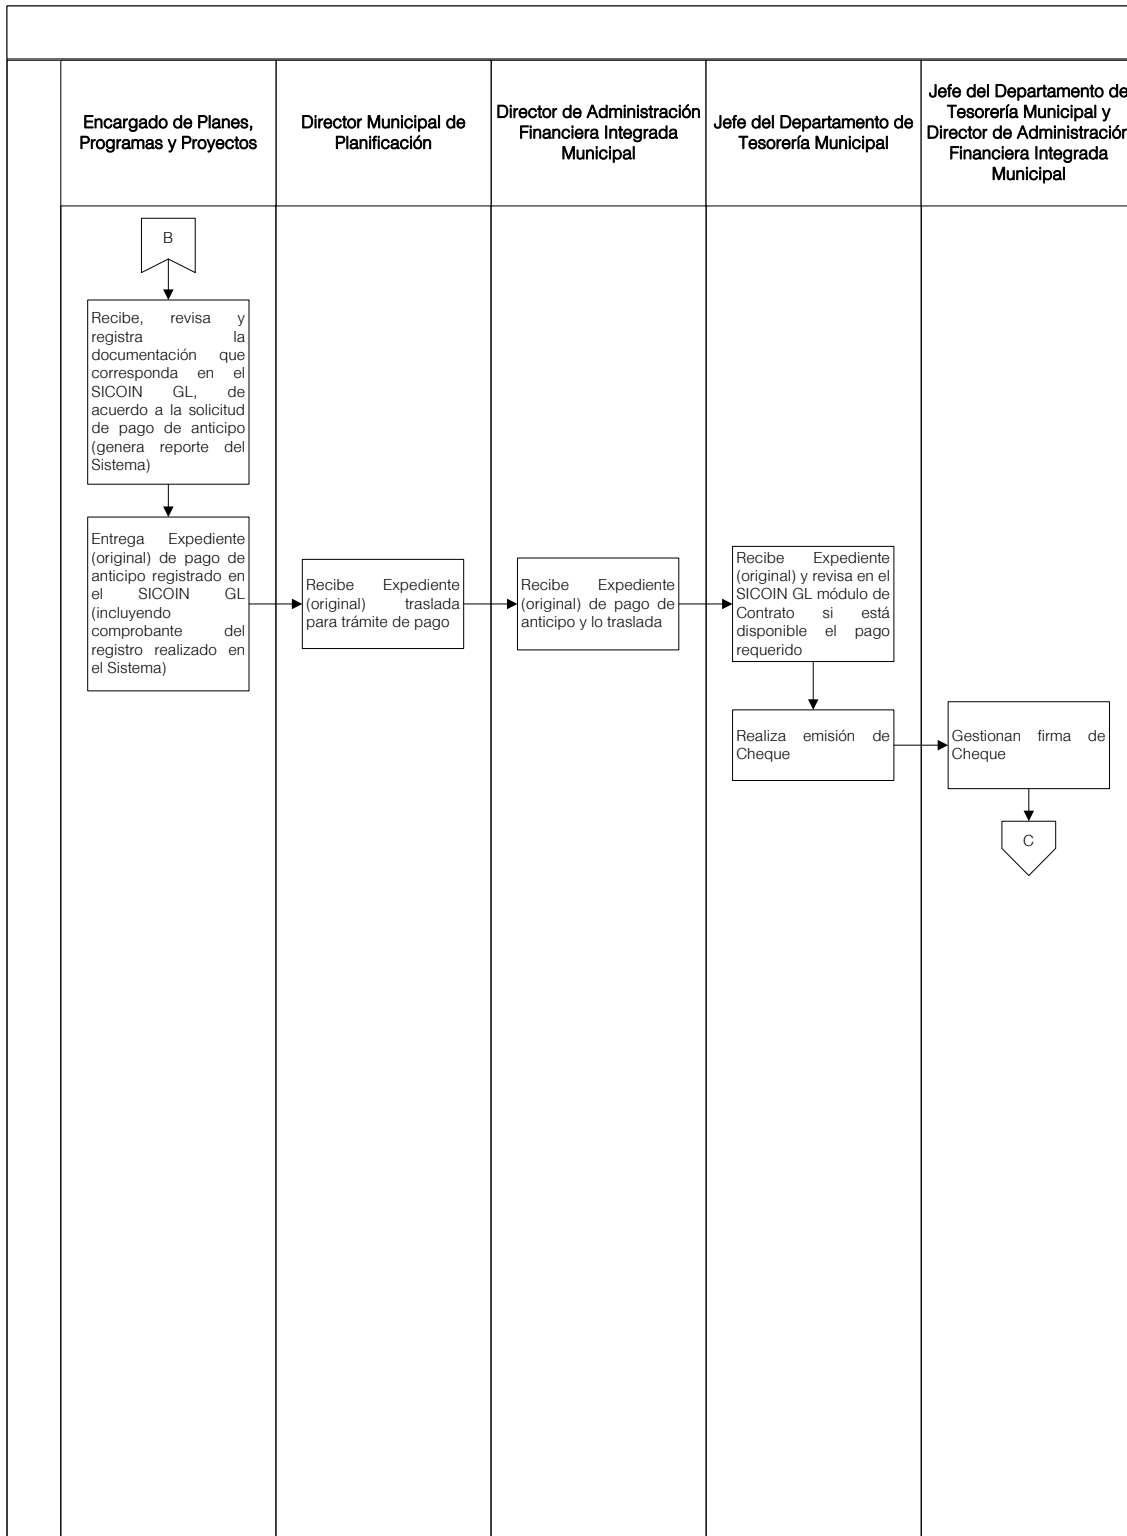 Encargado de Planes,
Programas y Proyectos
Director Municipal de
Planificación
Director de Administración
Financiera Integrada
Municipal
Jefe del Departamento de
Tesorería Municipal
Jefe del Departamento de
Tesorería Municipal y
Director de Administración
Financiera Integrada
Municipal
B
Recibe, revisa y
registra la
documentación que
corresponda en el
SICOIN GL, de
acuerdo a la solicitud
de pago de anticipo
(genera reporte del
Sistema)
Entrega Expediente
(original) de pago de
anticipo registrado en
el SICOIN GL
(incluyendo
comprobante del
registro realizado en
el Sistema)
Recibe Expediente
(original) traslada
para trámite de pago
Recibe Expediente
(original) de pago de
anticipo y lo traslada
Recibe Expediente
(original) y revisa en el
SICOIN GL módulo de
Contrato si está
disponible el pago
requerido
Realiza emisión de
Cheque
Gestionan firma de
Cheque
C